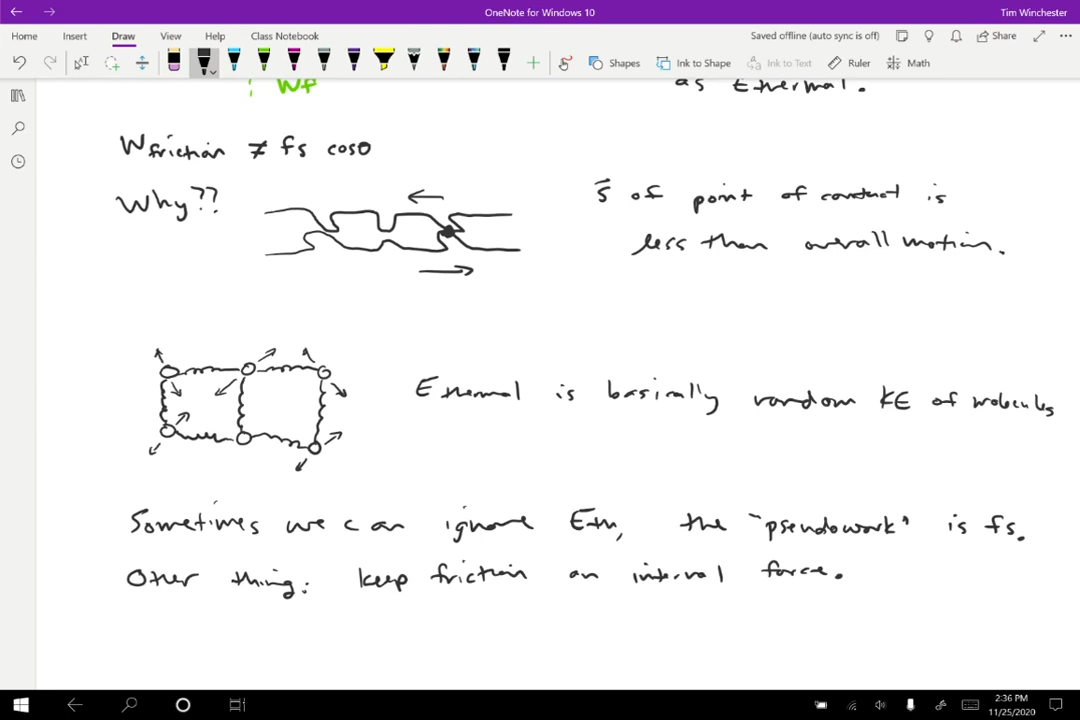 OneNote for Windows 10
Tim Winchester
Home Insert Draw View Help Class Notebook
Saved offline (auto sync is off)
Share
Shapes
Ink to Shape
Ink to Text
Ruler
Math
WF
as Ethermal.
Wfriction ≠ fs cosθ
Why??
s⃗ of point of contact is
less than overall motion.
Ethermal is basically random KE of molecules
Sometimes we can ignore Eth, the "pseudowork" is fs.
Other thing: keep friction an internal force.
2:36 PM
11/25/2020